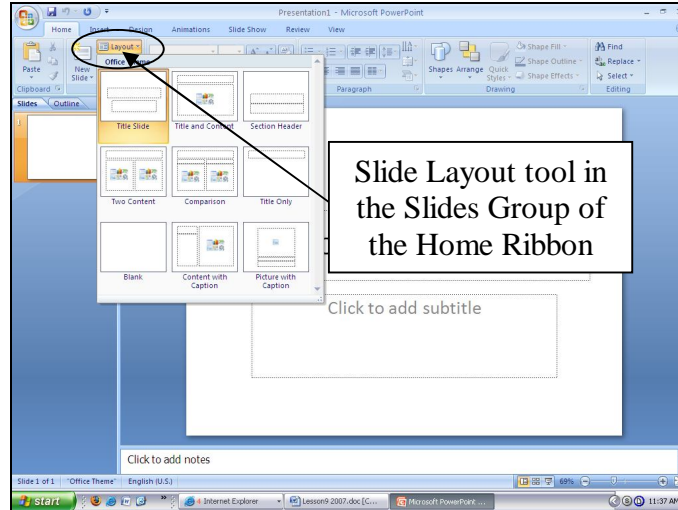 Presentation1 - Microsoft PowerPoint
Home Insert Design Animations Slide Show Review View
Layout
Paste
New
Slide
Clipboard
Office Theme
Title Slide
Title and Content
Section Header
Two Content
Comparison
Title Only
Blank
Content with
Caption
Picture with
Caption
Paragraph
Shapes Arrange Quick
Styles
Shape Fill
Shape Outline
Shape Effects
Drawing
Find
Replace
Select
Editing
Slides Outline
1
Slide Layout tool in
the Slides Group of
the Home Ribbon
Click to add subtitle
Click to add notes
Slide 1 of 1 "Office Theme" English (U.S.) 69%
start 4 Internet Explorer Lesson9 2007.doc [C... Microsoft PowerPoint ... 11:37 AM